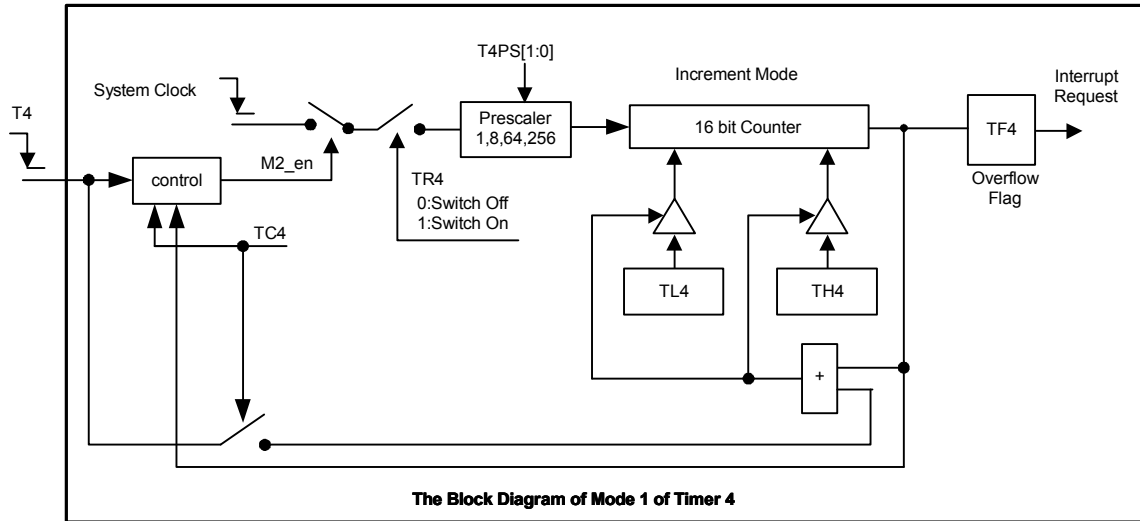 T4PS[1:0]
System Clock
Increment Mode
Interrupt
Request
T4
Prescaler
1,8,64,256
16 bit Counter
TF4
control
M2_en
TR4
0:Switch Off
1:Switch On
Overflow
Flag
TC4
TL4
TH4
+
The Block Diagram of Mode 1 of Timer 4